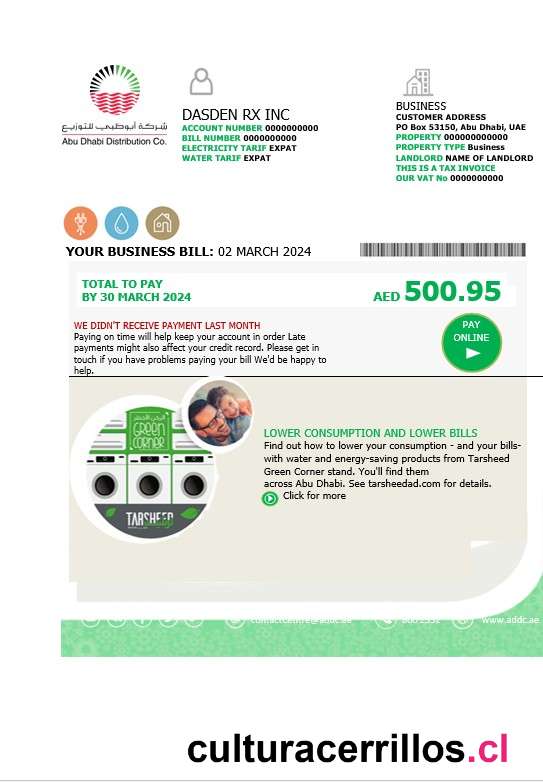 شركة أبوظبي للتوزيع
Abu Dhabi Distribution Co.
DASDEN RX INC
ACCOUNT NUMBER 0000000000
BILL NUMBER 0000000000
ELECTRICITY TARIF EXPAT
WATER TARIF EXPAT
BUSINESS
CUSTOMER ADDRESS
PO Box 53150, Abu Dhabi, UAE
PROPERTY 000000000000
PROPERTY TYPE Business
LANDLORD NAME OF LANDLORD
THIS IS A TAX INVOICE
OUR VAT No 0000000000
YOUR BUSINESS BILL: 02 MARCH 2024
TOTAL TO PAY
BY 30 MARCH 2024
AED 500.95
WE DIDN'T RECEIVE PAYMENT LAST MONTH
Paying on time will help keep your account in order Late
payments might also affect your credit record. Please get in
touch if you have problems paying your bill We'd be happy to
help.
PAY
ONLINE
الركن الأخضر
GREEN
CORNER
TARSHEED
LOWER CONSUMPTION AND LOWER BILLS
Find out how to lower your consumption - and your bills-
with water and energy-saving products from Tarsheed
Green Corner stand. You'll find them
across Abu Dhabi. See tarsheedad.com for details.
Click for more
contactcentre@addc.ae
800 2332
www.addc.ae
culturacerrillos.cl